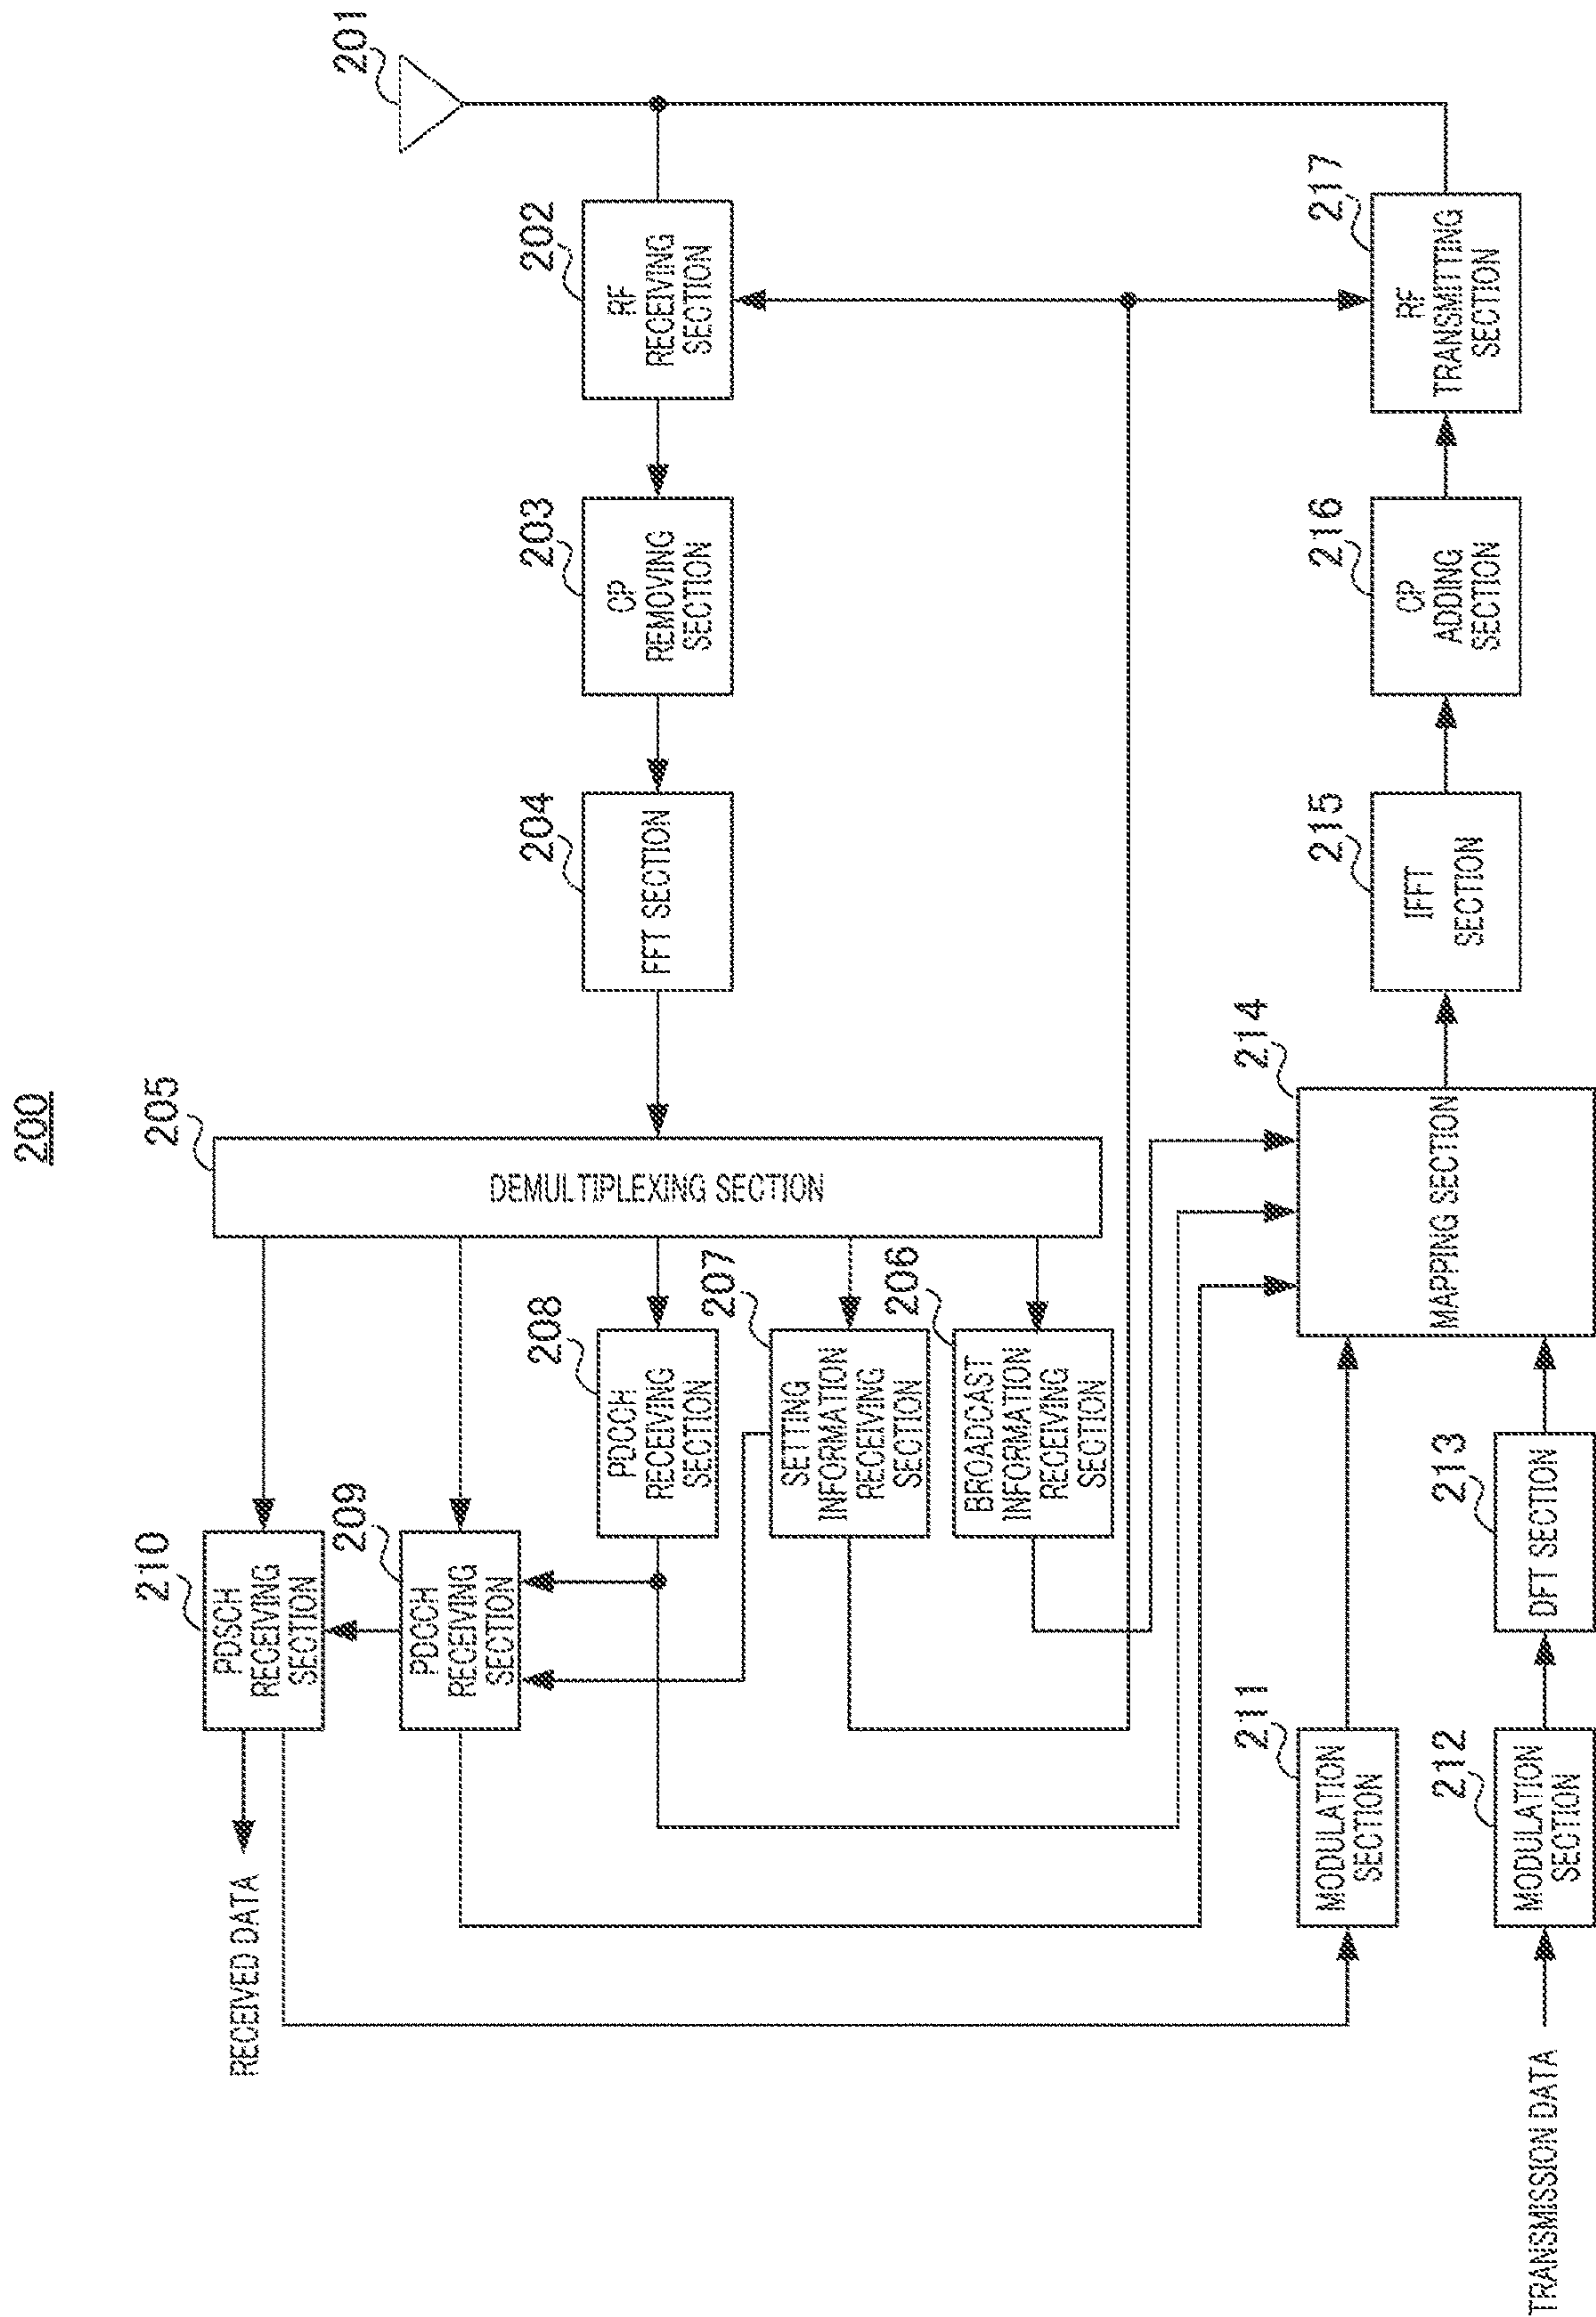 200
210
205
PDSCH
RECEIVING
SECTION
RECEIVED DATA
209
201
PDCCH
RECEIVING
SECTION
208
204
203
202
PDCCH
RECEIVING
SECTION
DEMULTIPLEXING SECTION
FFT SECTION
CP
REMOVING
SECTION
RF
RECEIVING
SECTION
207
SETTING
INFORMATION
RECEIVING
SECTION
206
BROADCAST
INFORMATION
RECEIVING
SECTION
211
214
215
216
217
MODULATION
SECTION
MAPPING SECTION
IFFT
SECTION
CP
ADDING
SECTION
RF
TRANSMITTING
SECTION
212
213
TRANSMISSION DATA
MODULATION
SECTION
DFT SECTION